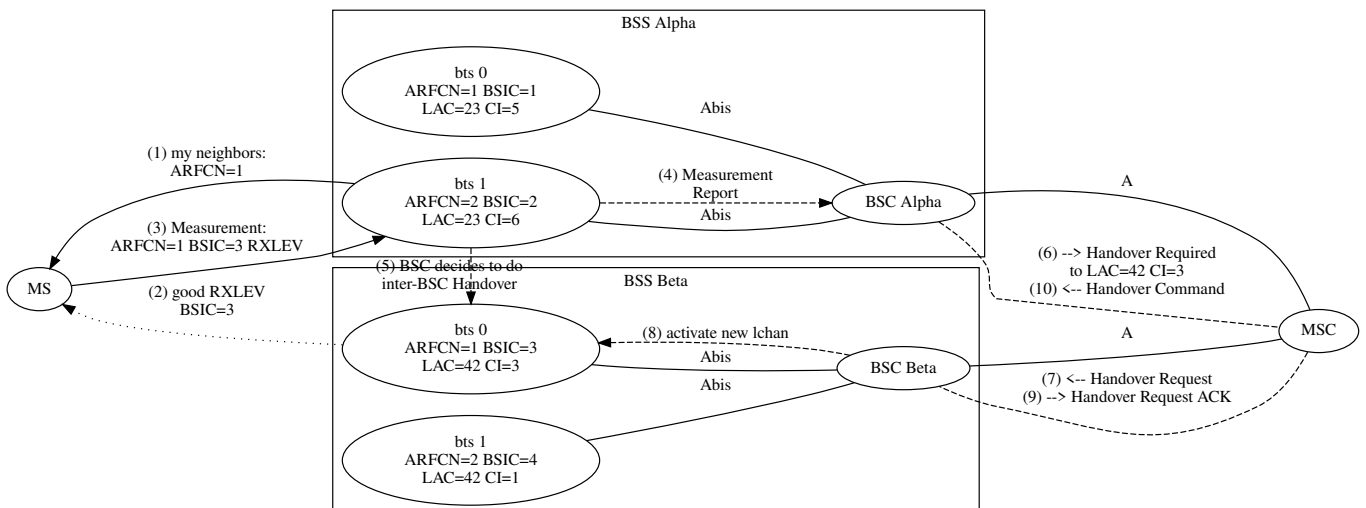 BSS Alpha
bts 0
ARFCN=1 BSIC=1
LAC=23 CI=5
Abis
(1) my neighbors:
ARFCN=1
bts 1
ARFCN=2 BSIC=2
LAC=23 CI=6
(4) Measurement
Report
Abis
BSC Alpha
A
(3) Measurement:
ARFCN=1 BSIC=3 RXLEV
(5) BSC decides to do
inter-BSC Handover
(6) --> Handover Required
to LAC=42 CI=3
(10) <-- Handover Command
MS
(2) good RXLEV
BSIC=3
BSS Beta
bts 0
ARFCN=1 BSIC=3
LAC=42 CI=3
(8) activate new lchan
Abis
Abis
BSC Beta
A
MSC
(7) <-- Handover Request
(9) --> Handover Request ACK
bts 1
ARFCN=2 BSIC=4
LAC=42 CI=1